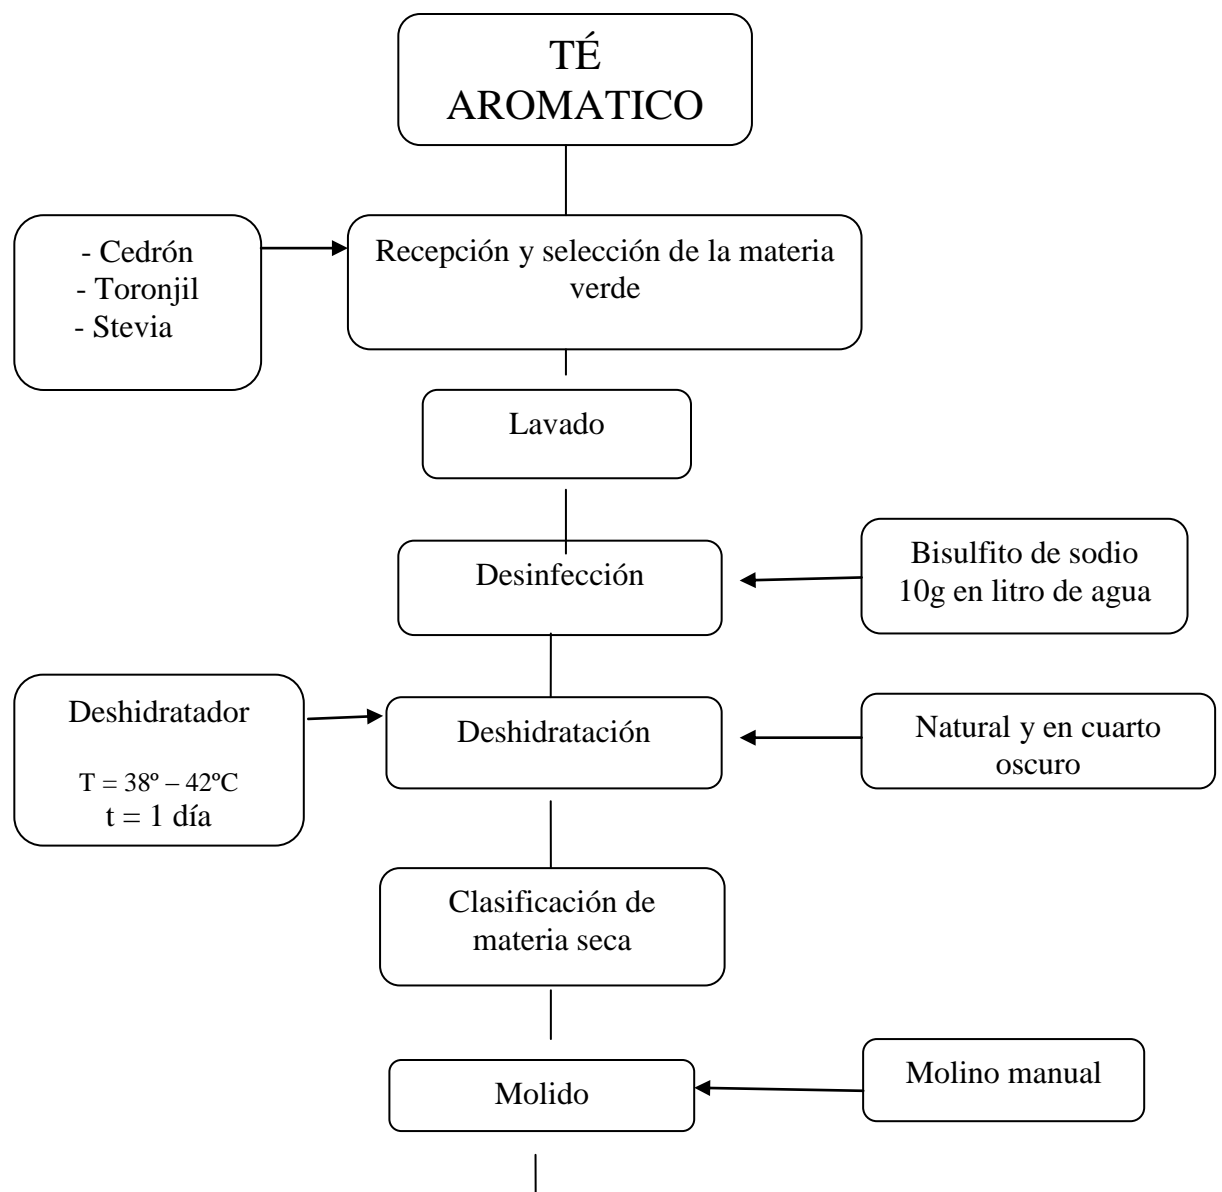 TÉ
AROMATICO
- Cedrón
- Toronjil
- Stevia
Recepción y selección de la materia
verde
Lavado
Desinfección
Bisulfito de sodio
10g en litro de agua
Deshidratador
T = 38º – 42ºC
t = 1 día
Deshidratación
Natural y en cuarto
oscuro
Clasificación de
materia seca
Molido
Molino manual